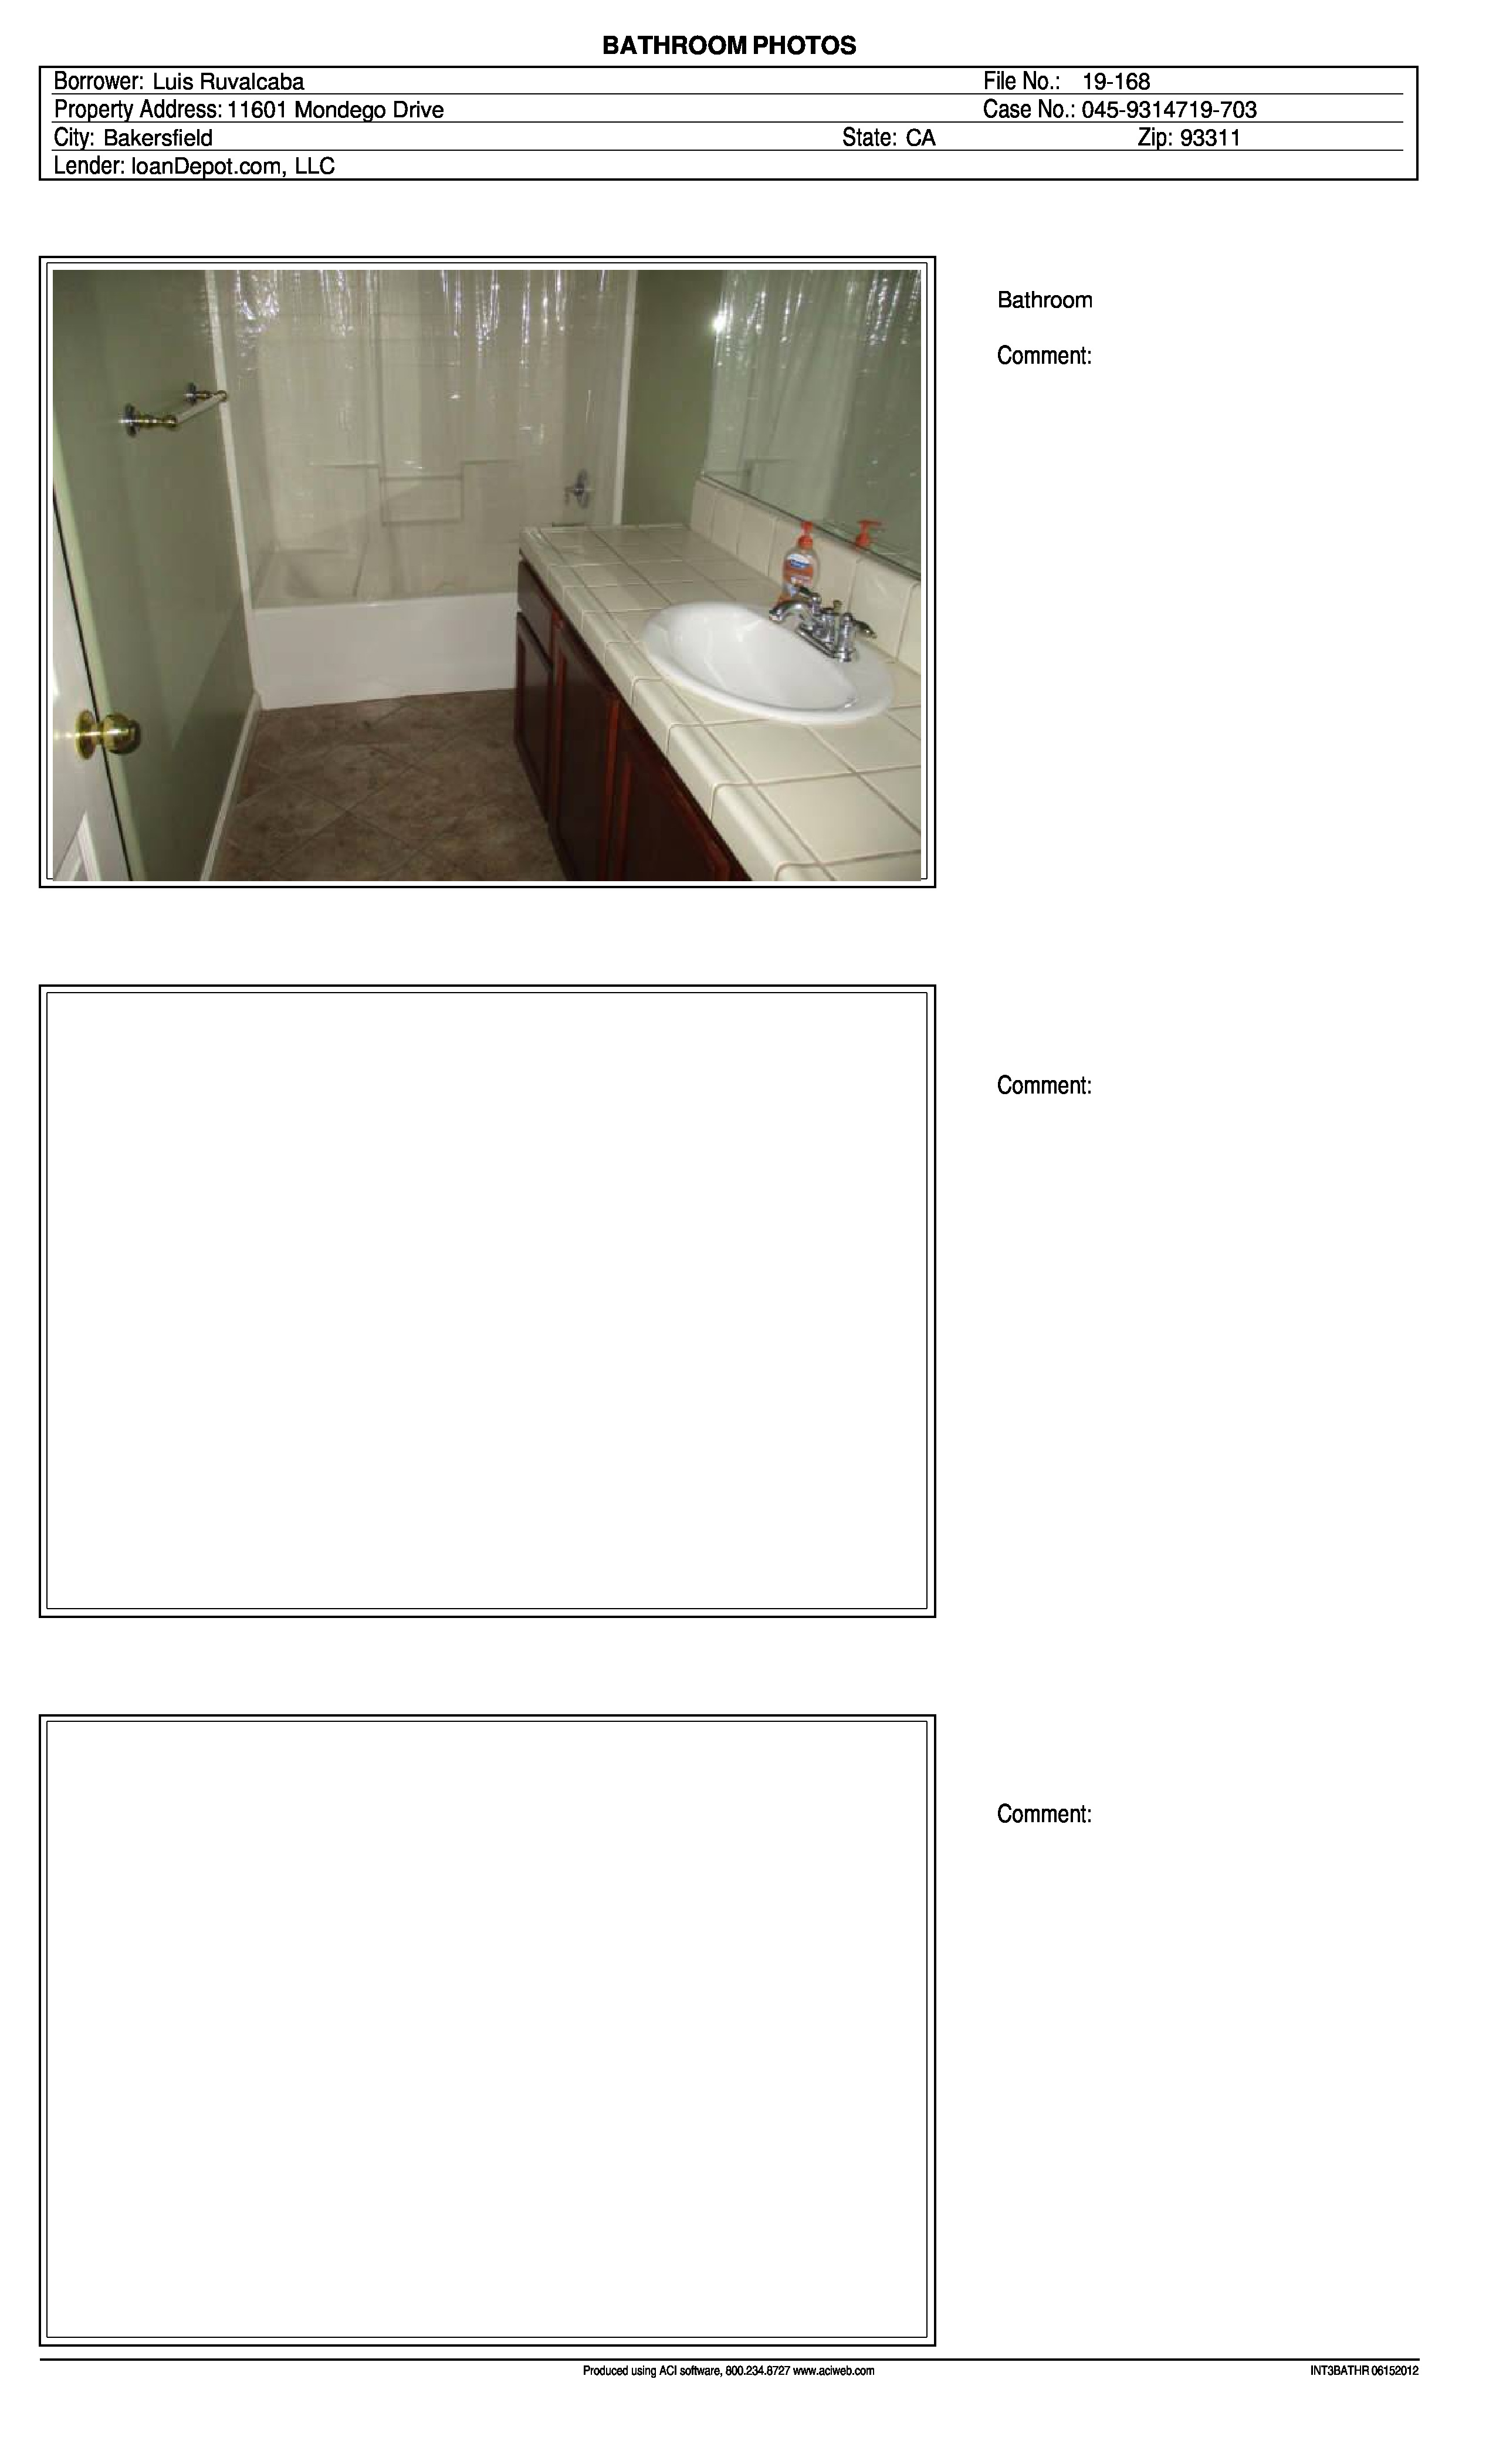 BATHROOM PHOTOS
Borrower: Luis Ruvalcaba File No.: 19-168
Property Address: 11601 Mondego Drive Case No.: 045-9314719-703
City: Bakersfield State: CA Zip: 93311
Lender: loanDepot.com, LLC
Bathroom
Comment:
Comment:
Comment:
Produced using ACI software, 800.234.8727 www.aciweb.com INT3BATHR 06152012